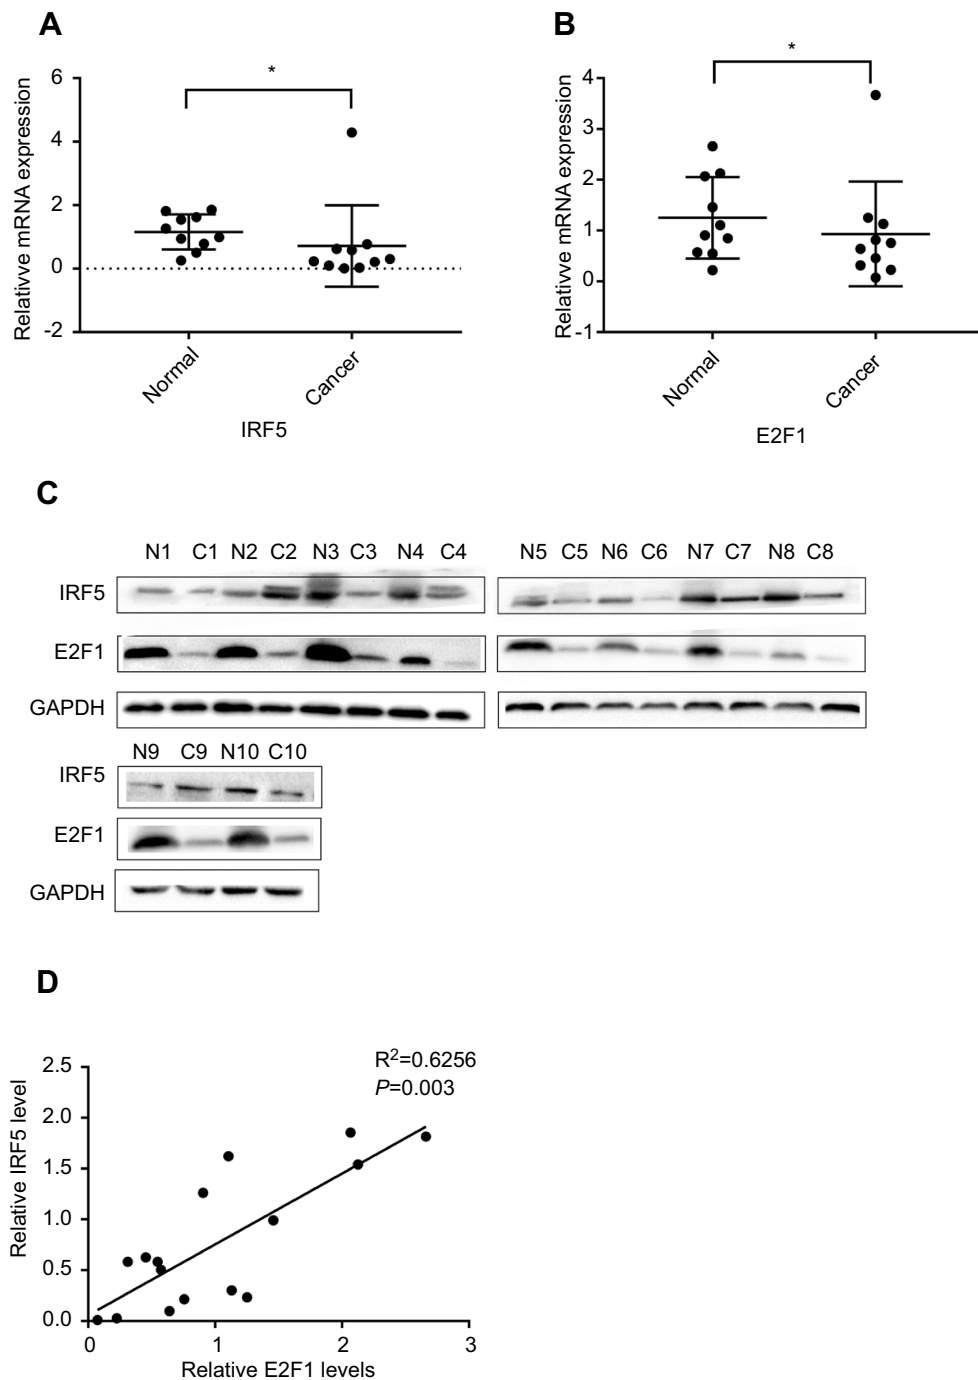 A
B
*
*
Relative mRNA expression
6
4
2
0
-2
Normal
Cancer
IRF5
Relativve mRNA expression
4
3
2
1
0
-1
Normal
Cancer
E2F1
C
N1 C1 N2 C2 N3 C3 N4 C4
N5 C5 N6 C6 N7 C7 N8 C8
IRF5
E2F1
GAPDH
N9 C9 N10 C10
IRF5
E2F1
GAPDH
D
R²=0.6256
P=0.003
Relative IRF5 level
2.5
2.0
1.5
1.0
0.5
0.0
0 1 2 3
Relative E2F1 levels